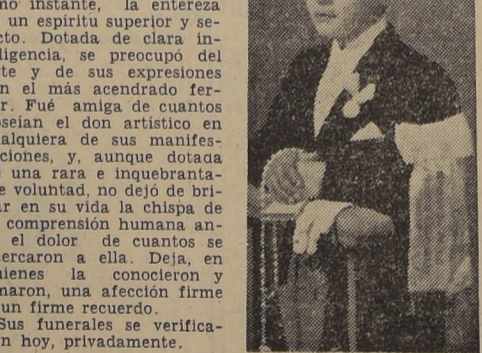 mo instante, la entereza
un espíritu superior y se-
cto. Dotada de clara in-
ligencia, se preocupó del
te y de sus expresiones
n el más acendrado fer-
r. Fué amiga de cuantos
oseían el don artístico en
alquiera de sus manifes-
ciones, y, aunque dotada
una rara e inquebranta-
e voluntad, no dejó de bri-
ar en su vida la chispa de
comprensión humana an-
el dolor de cuantos se
ercaron a ella. Deja, en
uienes la conocieron y
maron, una afección firme
un firme recuerdo.
Sus funerales se verifica-
n hoy, privadamente.